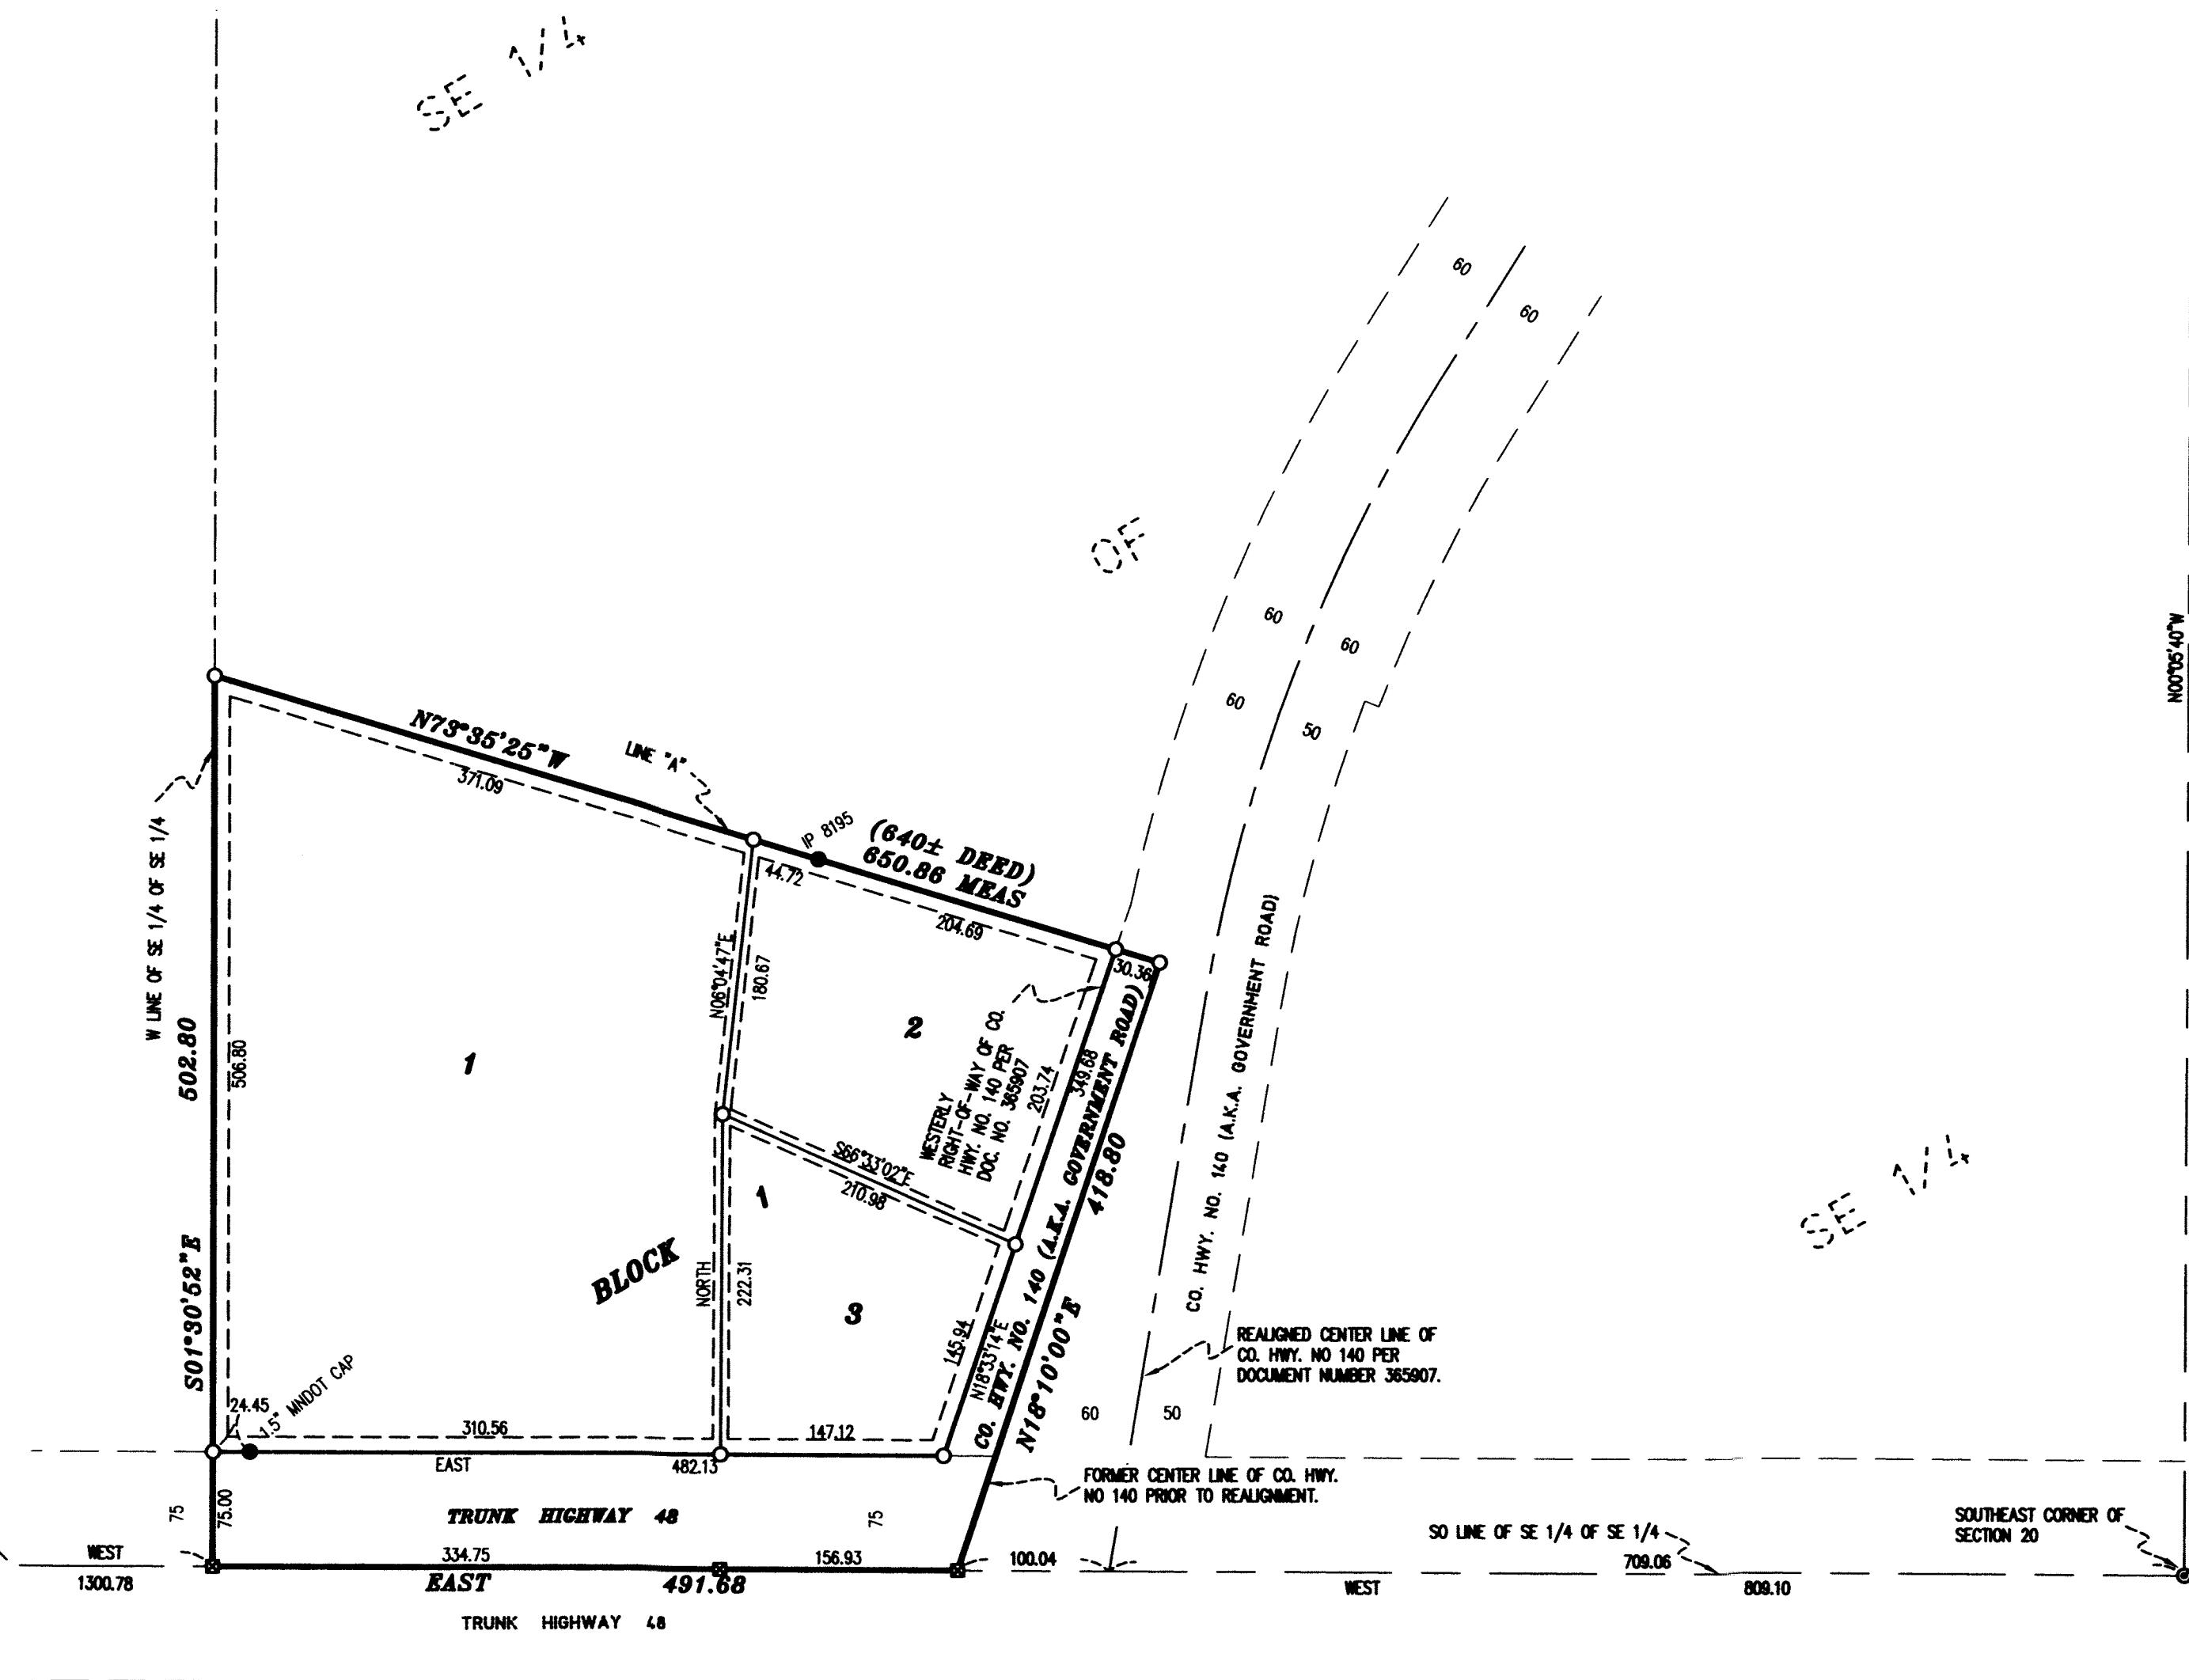 SE 1/4
60
60
OF
60
60
60
50
N00°05'40"W
N73°35'25"W
371.09
LINE "A"
IP 8195
(640± DEED)
650.86 MEAS
44.72
204.69
30.36
W LINE OF SE 1/4 OF SE 1/4
502.80
506.80
S01°30'52"E
1
N06°04'47"E
180.67
2
WESTERLY
RIGHT-OF-WAY OF CO.
HWY. NO. 140 PER
DOC. NO. 365907
203.74
349.68
CO. HWY. NO. 140 (A.K.A. GOVERNMENT ROAD)
418.80
N18°10'00"E
CO. HWY. NO. 140 (A.K.A. GOVERNMENT ROAD)
SE 1/4
S66°33'02"E
210.98
BLOCK
1
NORTH
222.31
3
145.94
N18°33'14"E
REALIGNED CENTER LINE OF
CO. HWY. NO 140 PER
DOCUMENT NUMBER 365907.
60
50
24.45
1.5" MNDOT CAP
310.56
147.12
EAST
482.13
FORMER CENTER LINE OF CO. HWY.
NO 140 PRIOR TO REALIGNMENT.
75
75.00
TRUNK HIGHWAY 48
75
SOUTHEAST CORNER OF
SECTION 20
SO LINE OF SE 1/4 OF SE 1/4
WEST
1300.78
334.75
156.93
100.04
709.06
EAST
491.68
WEST
809.10
TRUNK HIGHWAY 48